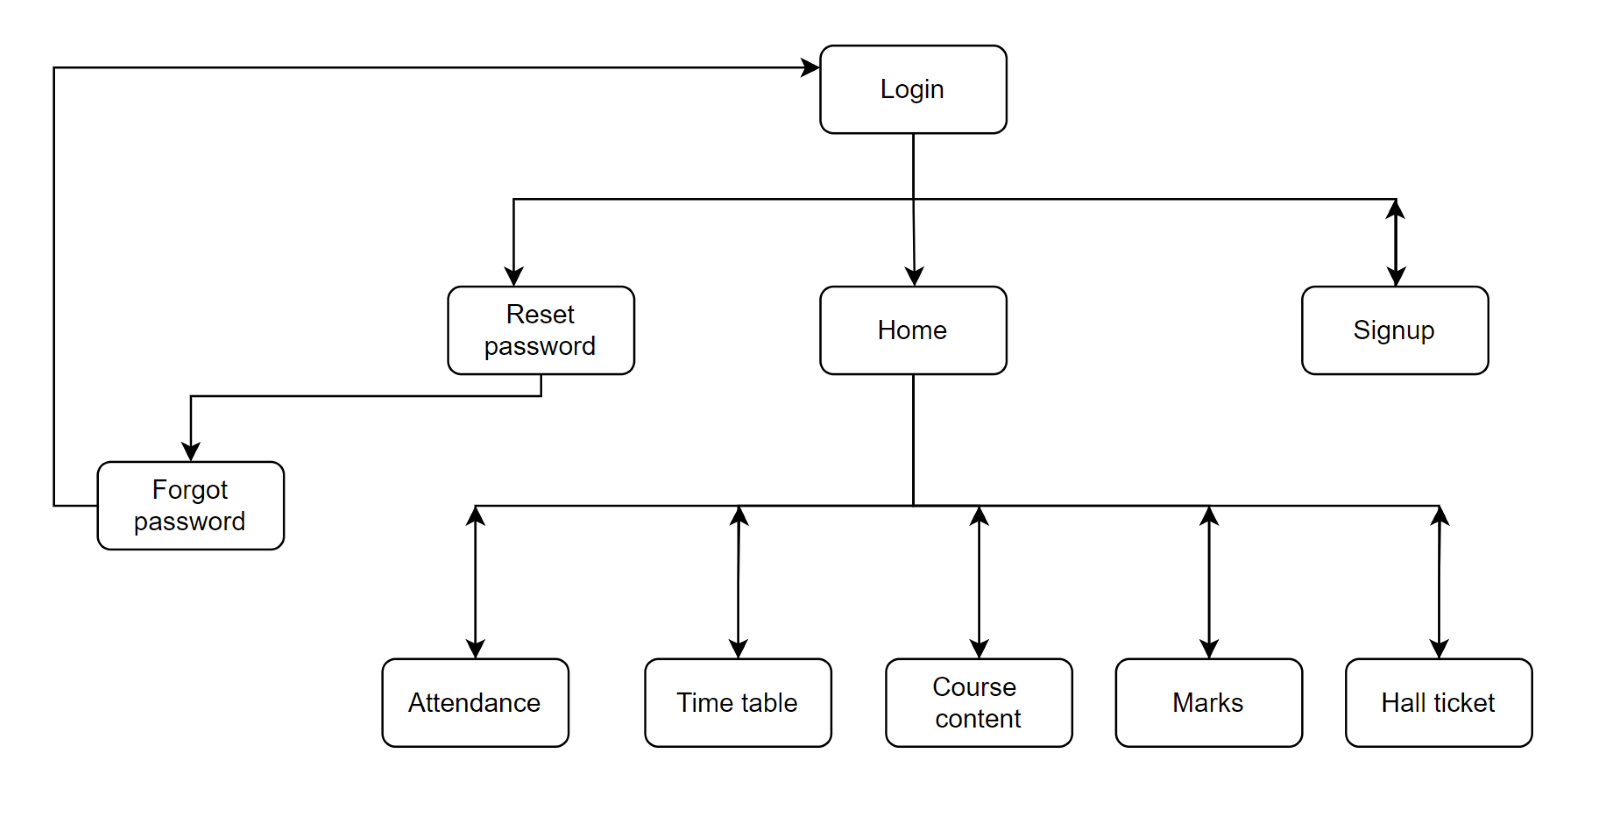 Login
Reset
password
Home
Signup
Forgot
password
Attendance
Time table
Course
content
Marks
Hall ticket